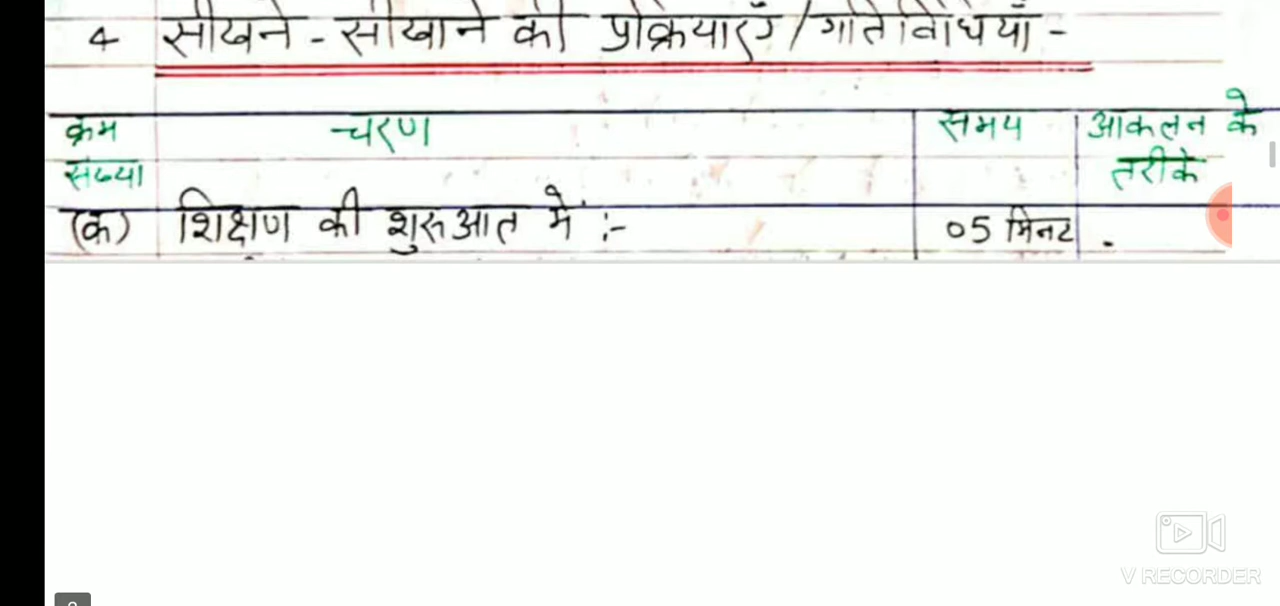 4 सीखने - सीखाने की प्रक्रियाएँ / गतिविधियाँ -
क्रम संख्या चरण समय आकलन के तरीके
(क) शिक्षण की शुरुआत में :- 05 मिनट
V RECORDER